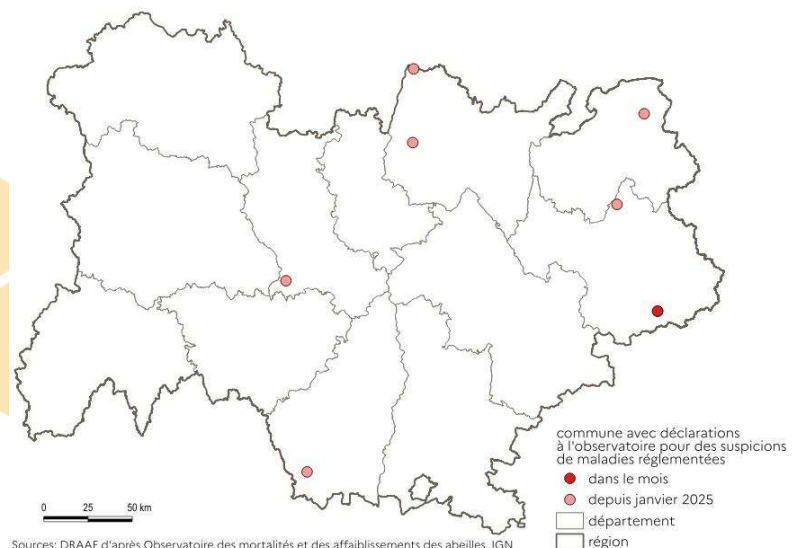 commune avec déclarations
à l'observatoire pour des suspicions
de maladies réglementées
dans le mois
depuis janvier 2025
département
région
0 25 50 km
Sources: DRAAF d'après Observatoire des mortalités et des affaiblissements des abeilles, IGN